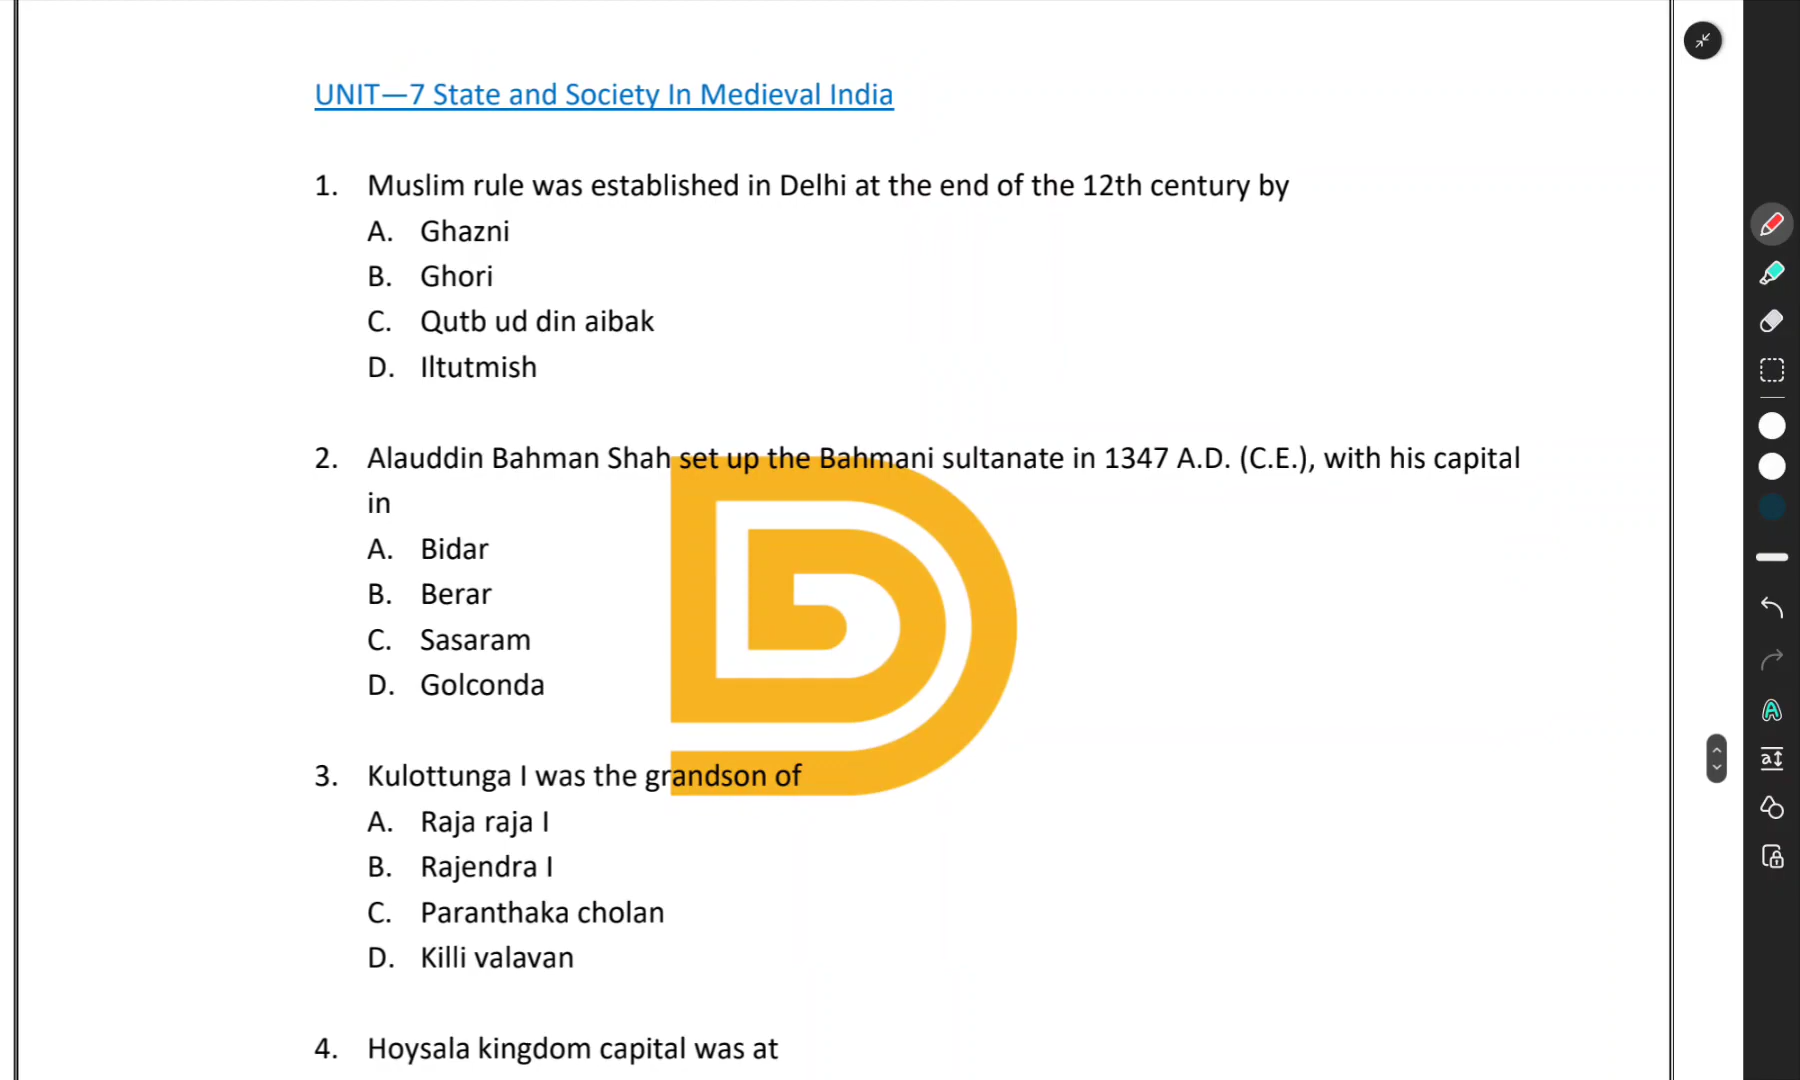 UNIT—7 State and Society In Medieval India
1. Muslim rule was established in Delhi at the end of the 12th century by
A. Ghazni
B. Ghori
C. Qutb ud din aibak
D. Iltutmish
2. Alauddin Bahman Shah set up the Bahmani sultanate in 1347 A.D. (C.E.), with his capital
in
A. Bidar
B. Berar
C. Sasaram
D. Golconda
3. Kulottunga I was the grandson of
A. Raja raja I
B. Rajendra I
C. Paranthaka cholan
D. Killi valavan
4. Hoysala kingdom capital was at